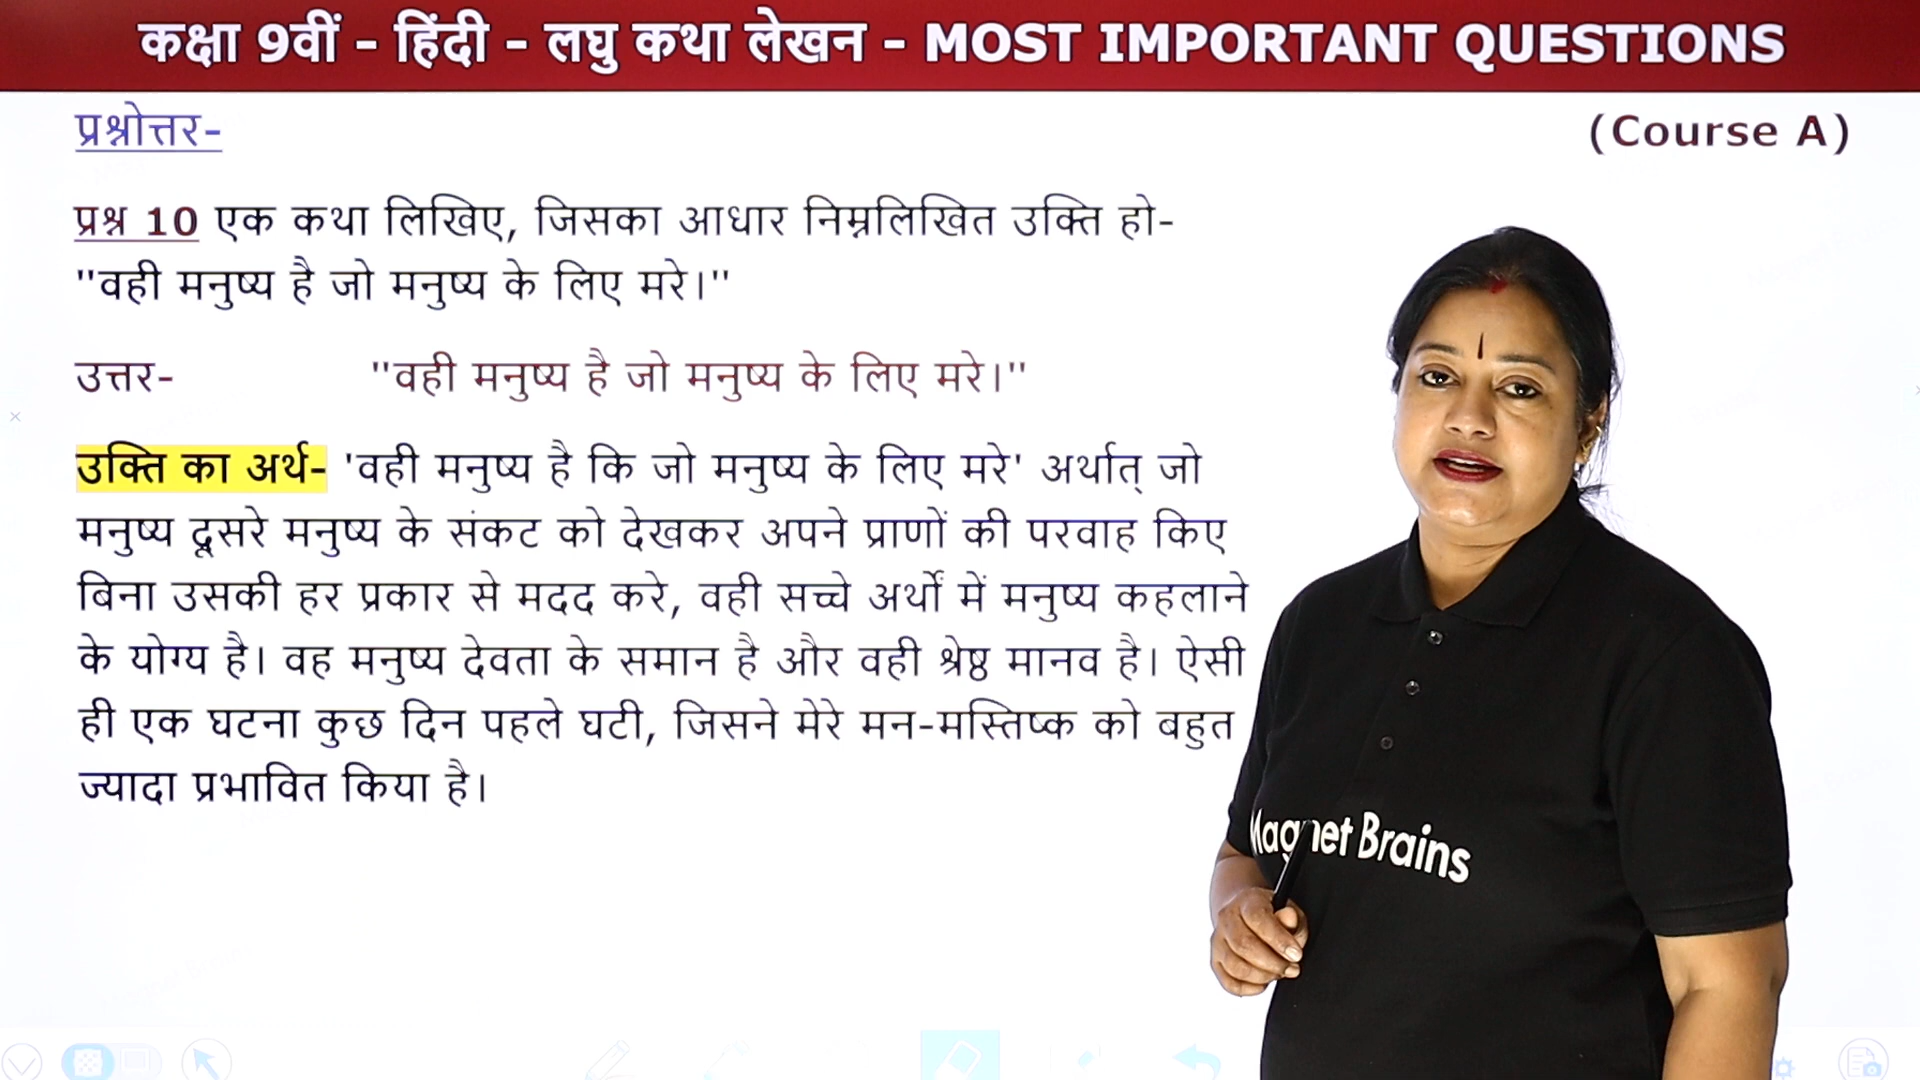 कक्षा 9वीं - हिंदी - लघु कथा लेखन - MOST IMPORTANT QUESTIONS
प्रश्नोत्तर-
(Course A)
प्रश्न 10 एक कथा लिखिए, जिसका आधार निम्नलिखित उक्ति हो-
"वही मनुष्य है जो मनुष्य के लिए मरे।"
उत्तर- "वही मनुष्य है जो मनुष्य के लिए मरे।"
उक्ति का अर्थ- 'वही मनुष्य है कि जो मनुष्य के लिए मरे' अर्थात् जो
मनुष्य दूसरे मनुष्य के संकट को देखकर अपने प्राणों की परवाह किए
बिना उसकी हर प्रकार से मदद करे, वही सच्चे अर्थों में मनुष्य कहलाने
के योग्य है। वह मनुष्य देवता के समान है और वही श्रेष्ठ मानव है। ऐसी
ही एक घटना कुछ दिन पहले घटी, जिसने मेरे मन-मस्तिष्क को बहुत
ज्यादा प्रभावित किया है।
Magnet Brains